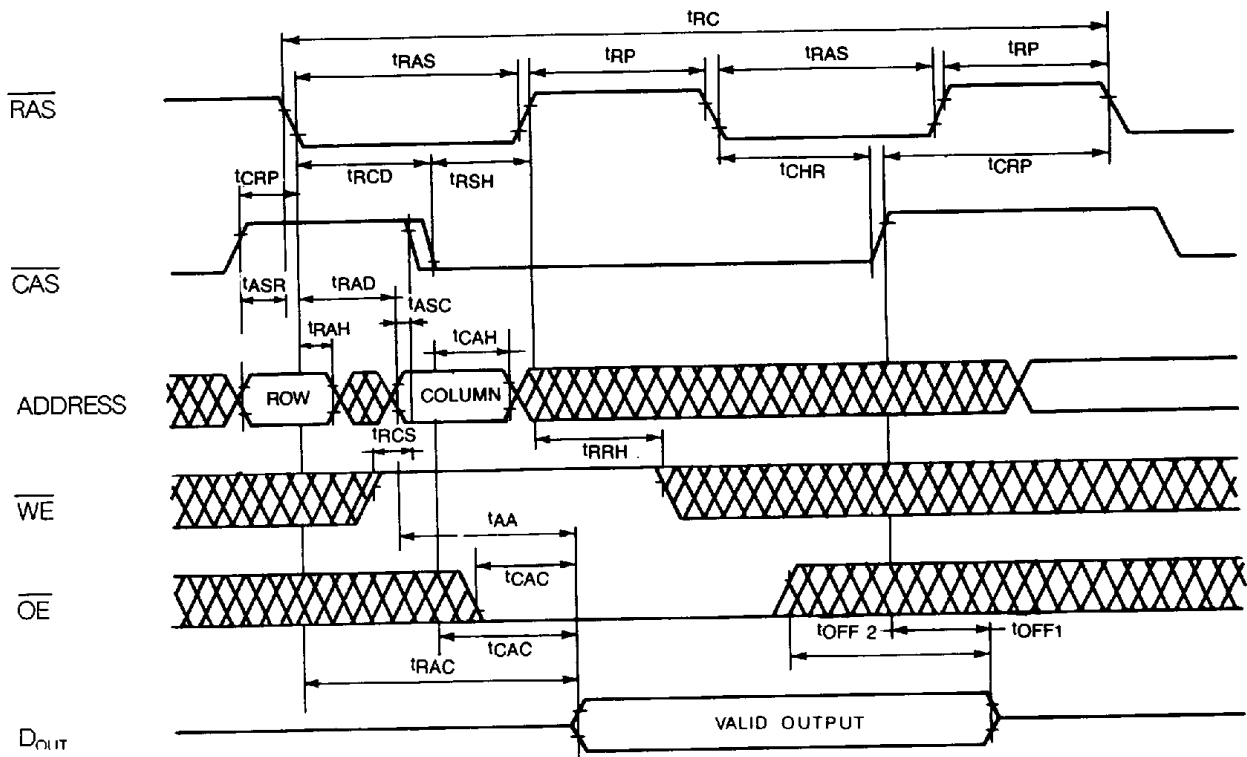 tRC
tRAS tRP tRAS tRP
RAS
tCRP tRCD tRSH tCHR tCRP
CAS
tASR tRAD tASC
tRAH tCAH
ADDRESS ROW COLUMN
tRCS tRRH
WE
tAA
tCAC
OE
tOFF 2 tOFF1
tCAC
tRAC
DOUT VALID OUTPUT